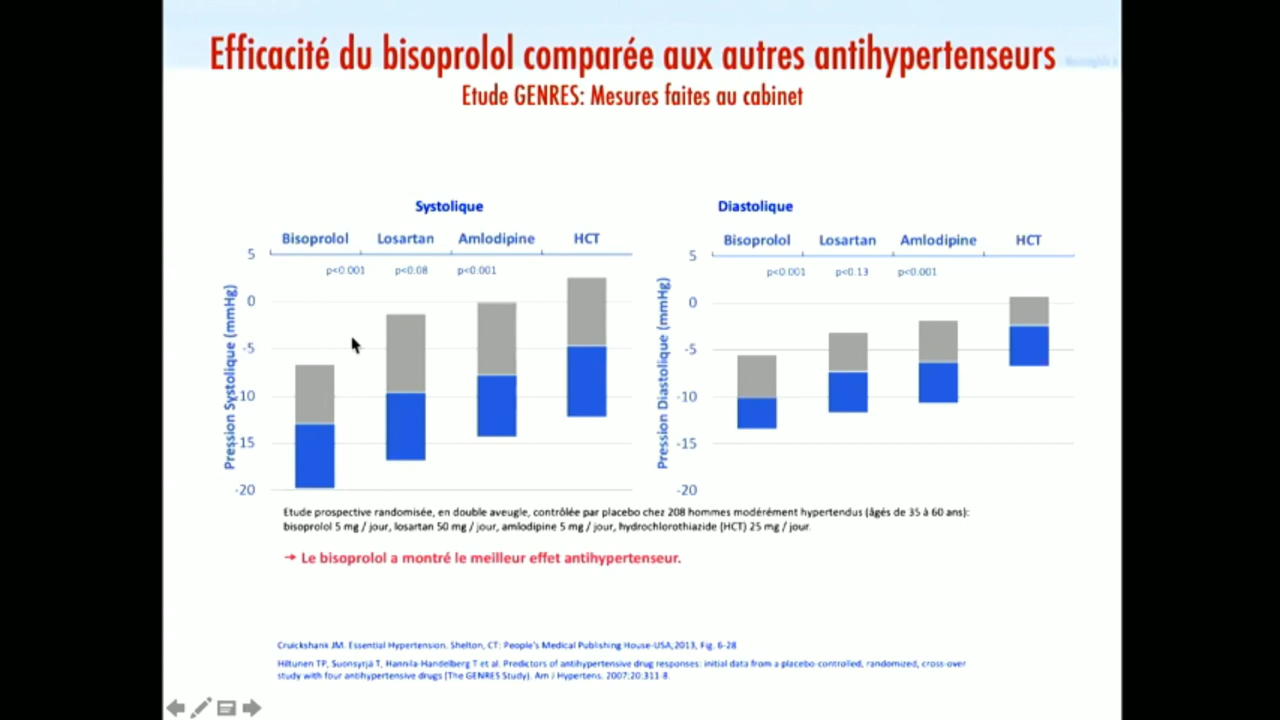 Efficacité du bisoprolol comparée aux autres antihypertenseurs
Etude GENRES: Mesures faites au cabinet
Systolique
Bisoprolol Losartan Amlodipine HCT
5
p<0.001 p<0.08 p<0.001
0
-5
-10
-15
-20
Pression Systolique (mmHg)
Diastolique
Bisoprolol Losartan Amlodipine HCT
5
p<0.001 p<0.13 p<0.001
0
-5
-10
-15
-20
Pression Diastolique (mmHg)
Etude prospective randomisée, en double aveugle, contrôlée par placebo chez 208 hommes modérément hypertendus (âgés de 35 à 60 ans):
bisoprolol 5 mg / jour, losartan 50 mg / jour, amlodipine 5 mg / jour, hydrochlorothiazide (HCT) 25 mg / jour.
→ Le bisoprolol a montré le meilleur effet antihypertenseur.
Cruickshank JM. Essential Hypertension. Shelton, CT: People's Medical Publishing House-USA,2013, Fig. 6-28
Hiltunen TP, Suonsyrjä T, Hannila-Handelberg T et al. Predictors of antihypertensive drug responses: initial data from a placebo-controlled, randomized, cross-over
study with four antihypertensive drugs (The GENRES Study). Am J Hypertens. 2007;20:311-8.